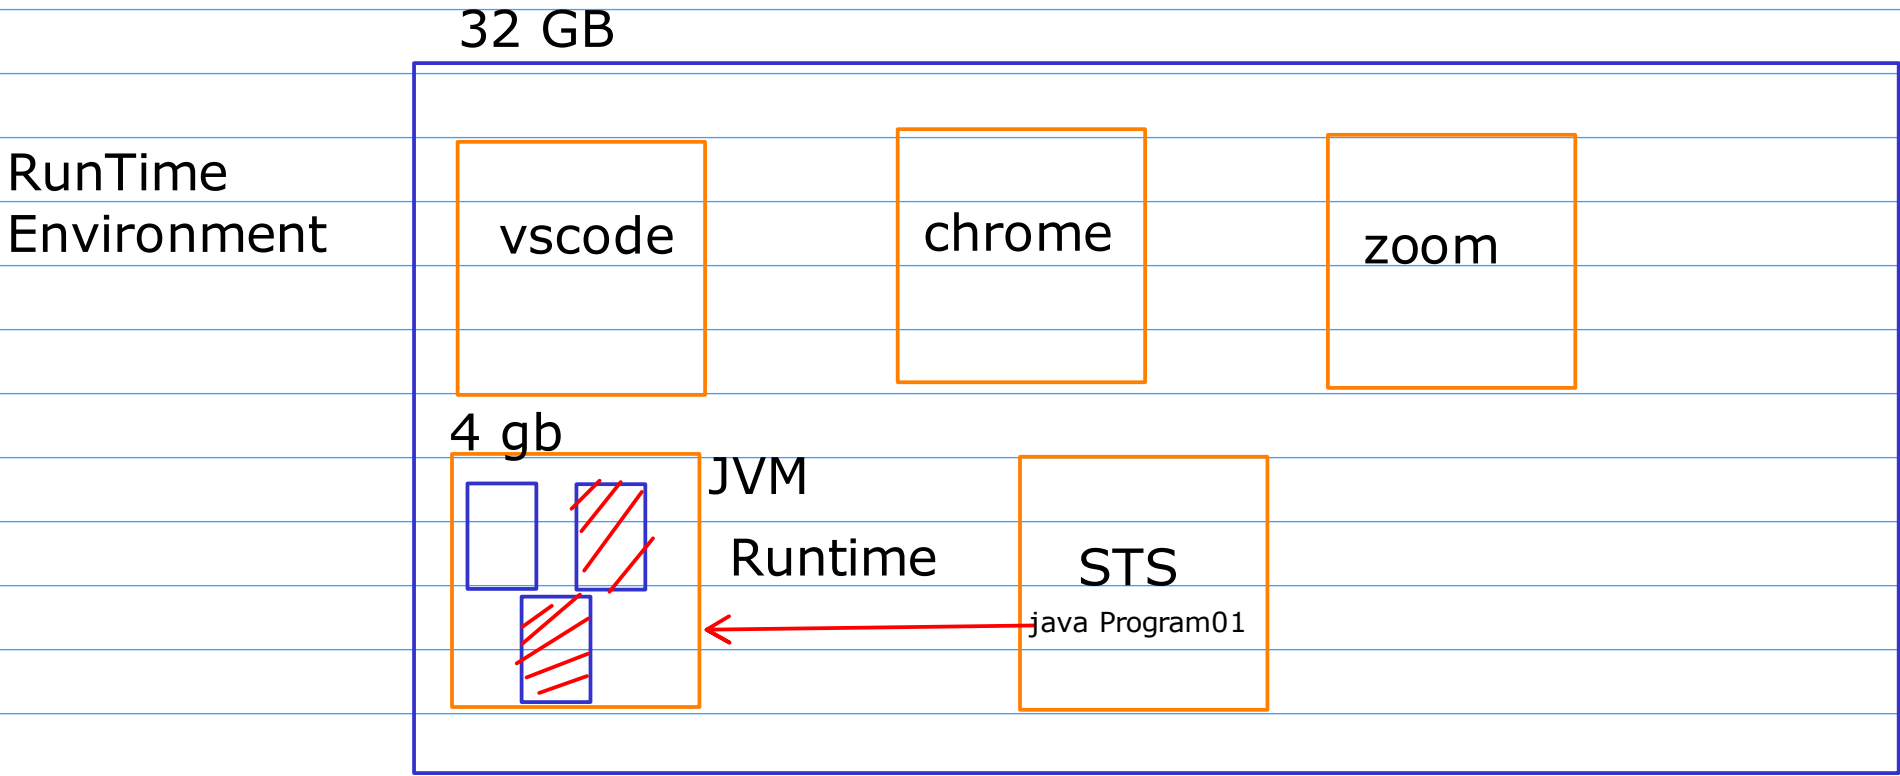 32 GB
RunTime
Environment
vscode
chrome
zoom
4 gb
JVM
Runtime
STS
java Program01